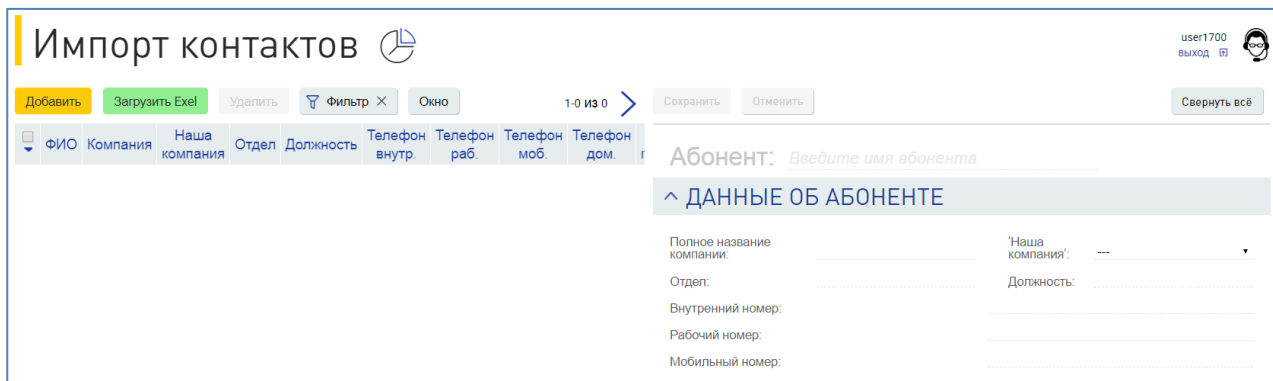 Импорт контактов
user1700
выход
Добавить Загрузить Exel Удалить Фильтр × Окно 1-0 из 0 Сохранить Отменить Свернуть всё
ФИО Компания Наша компания Отдел Должность Телефон внутр. Телефон раб. Телефон моб. Телефон дом.
Абонент: Введите имя абонента
ДАННЫЕ ОБ АБОНЕНТЕ
Полное название компании: 'Наша компания': ---
Отдел: Должность:
Внутренний номер:
Рабочий номер:
Мобильный номер: